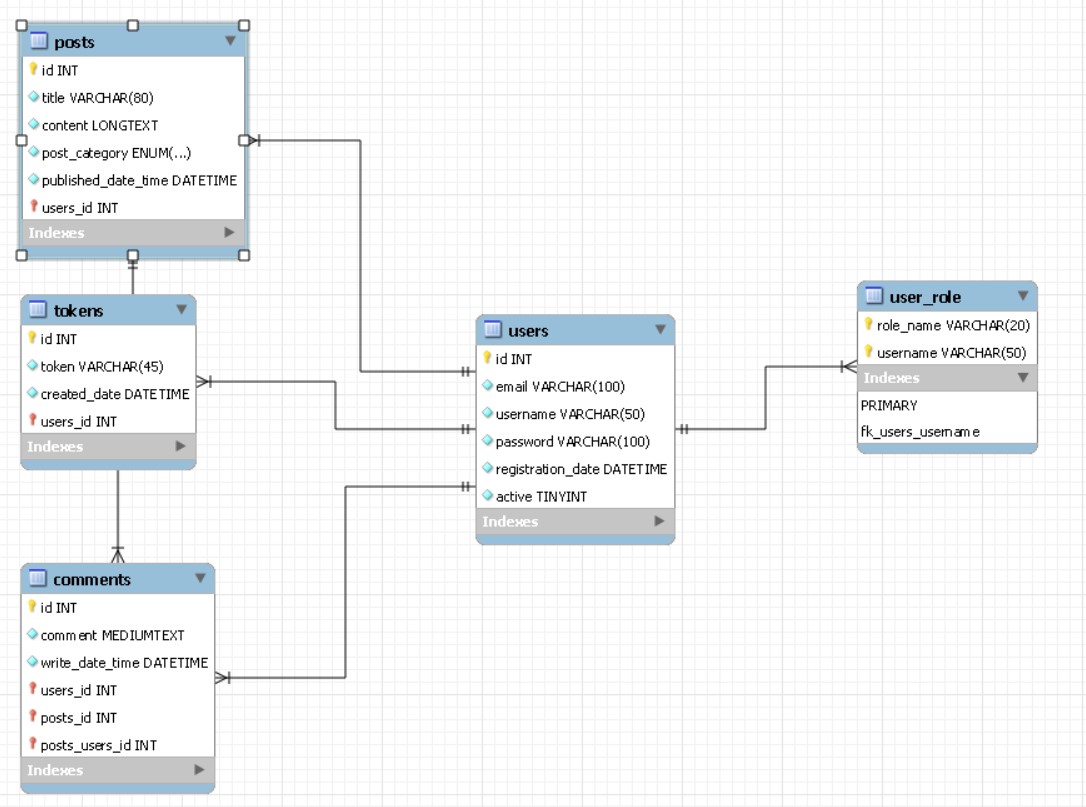 posts
id INT
title VARCHAR(80)
content LONGTEXT
post_category ENUM(...)
published_date_time DATETIME
users_id INT
Indexes
tokens
id INT
token VARCHAR(45)
created_date DATETIME
users_id INT
Indexes
comments
id INT
comment MEDIUMTEXT
write_date_time DATETIME
users_id INT
posts_id INT
posts_users_id INT
Indexes
users
id INT
email VARCHAR(100)
username VARCHAR(50)
password VARCHAR(100)
registration_date DATETIME
active TINYINT
Indexes
user_role
role_name VARCHAR(20)
username VARCHAR(50)
Indexes
PRIMARY
fk_users_username